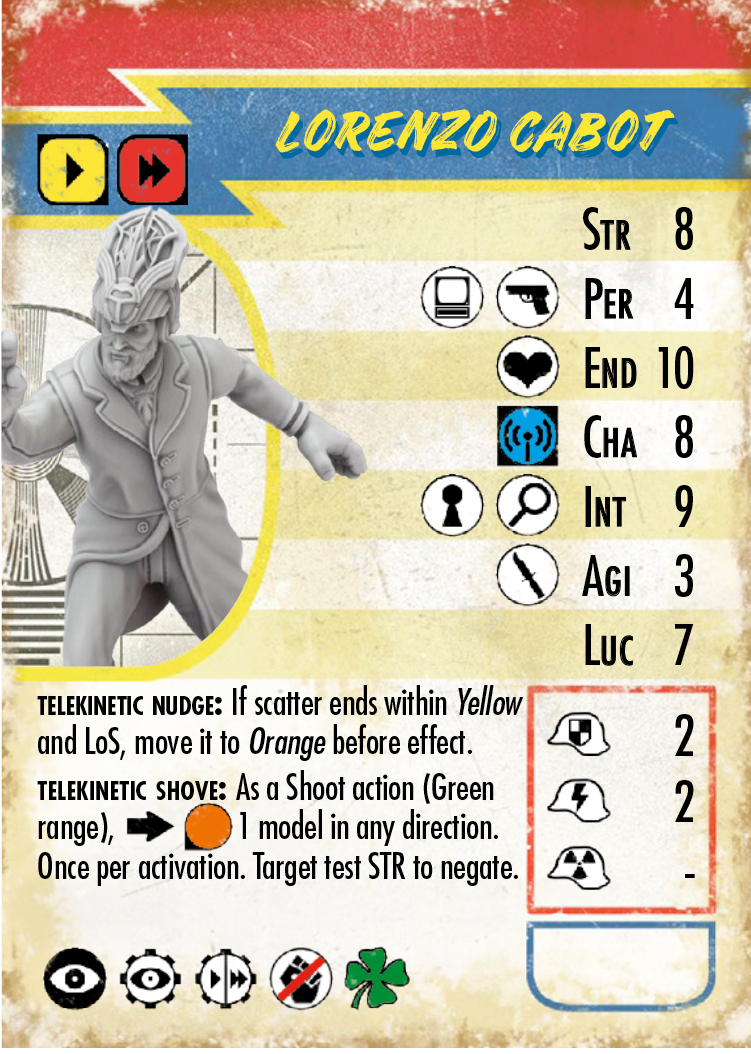 LORENZO CABOT
STR 8
PER 4
END 10
CHA 8
INT 9
AGI 3
LUC 7
TELEKINETIC NUDGE: If scatter ends within Yellow
and LoS, move it to Orange before effect.
TELEKINETIC SHOVE: As a Shoot action (Green
range), 1 model in any direction.
Once per activation. Target test STR to negate.
2
2
-